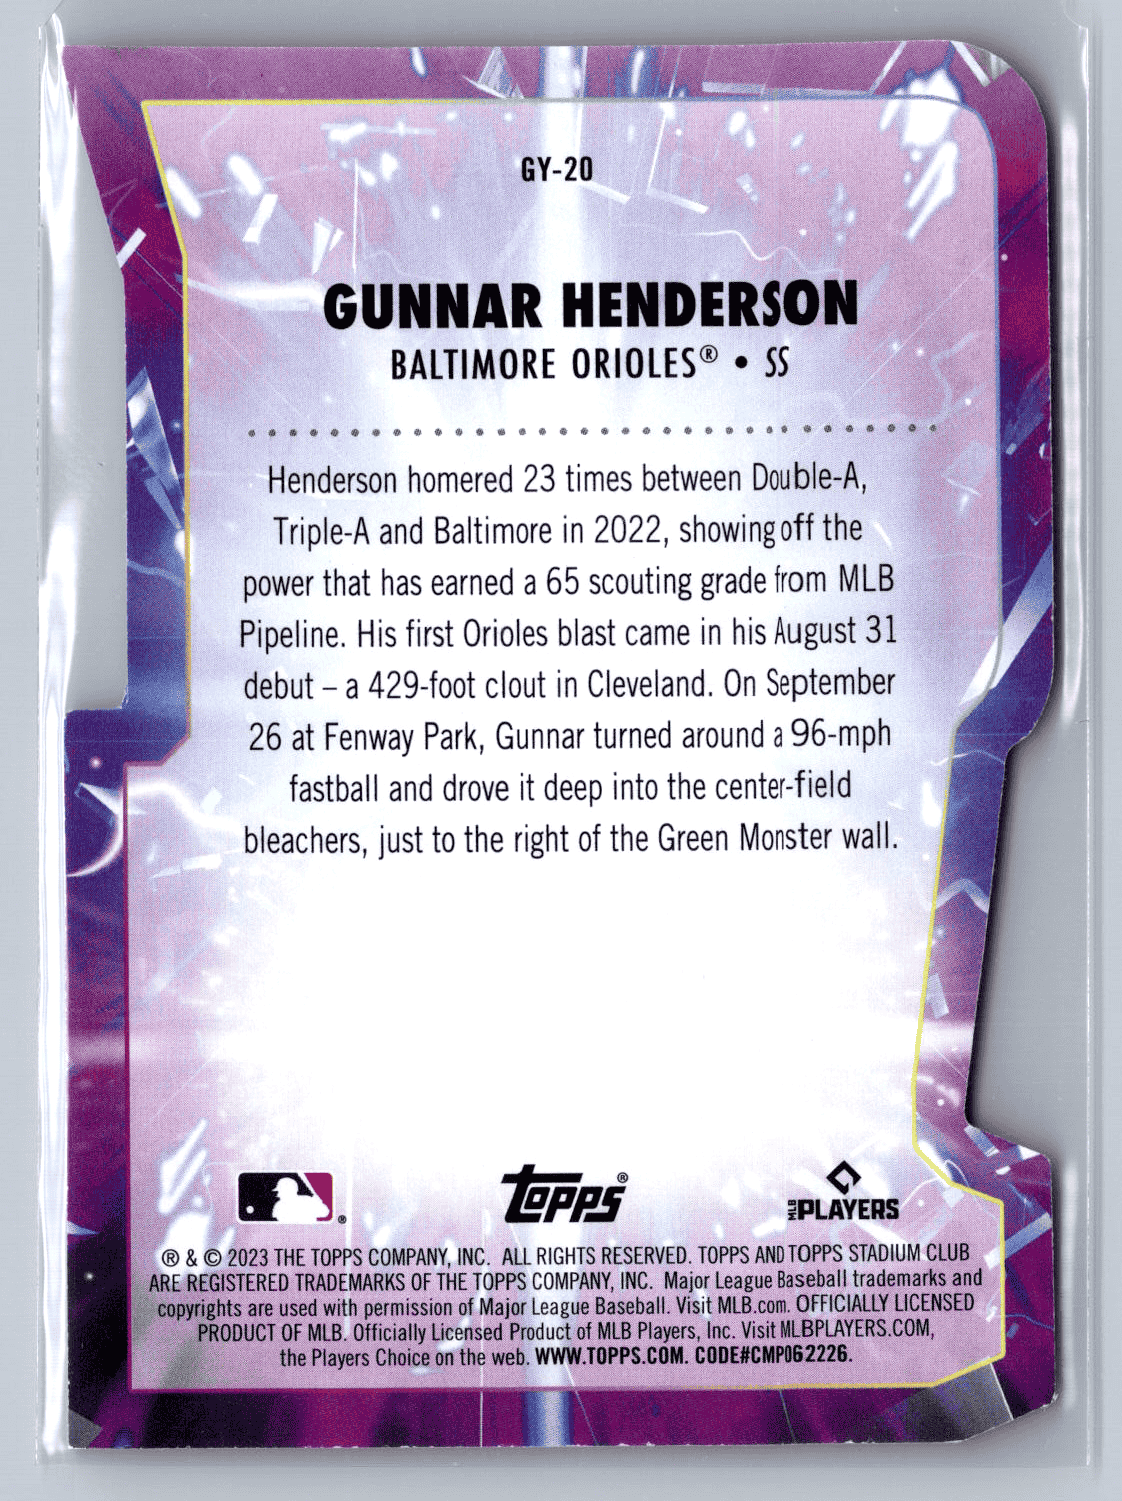 GY-20
GUNNAR HENDERSON
BALTIMORE ORIOLES® • SS
Henderson homered 23 times between Double-A,
Triple-A and Baltimore in 2022, showing off the
power that has earned a 65 scouting grade from MLB
Pipeline. His first Orioles blast came in his August 31
debut – a 429-foot clout in Cleveland. On September
26 at Fenway Park, Gunnar turned around a 96-mph
fastball and drove it deep into the center-field
bleachers, just to the right of the Green Monster wall.
topps® MLB PLAYERS
® & © 2023 THE TOPPS COMPANY, INC. ALL RIGHTS RESERVED. TOPPS AND TOPPS STADIUM CLUB
ARE REGISTERED TRADEMARKS OF THE TOPPS COMPANY, INC. Major League Baseball trademarks and
copyrights are used with permission of Major League Baseball. Visit MLB.com. OFFICIALLY LICENSED
PRODUCT OF MLB. Officially Licensed Product of MLB Players, Inc. Visit MLBPLAYERS.COM,
the Players Choice on the web. WWW.TOPPS.COM. CODE#CMP062226.